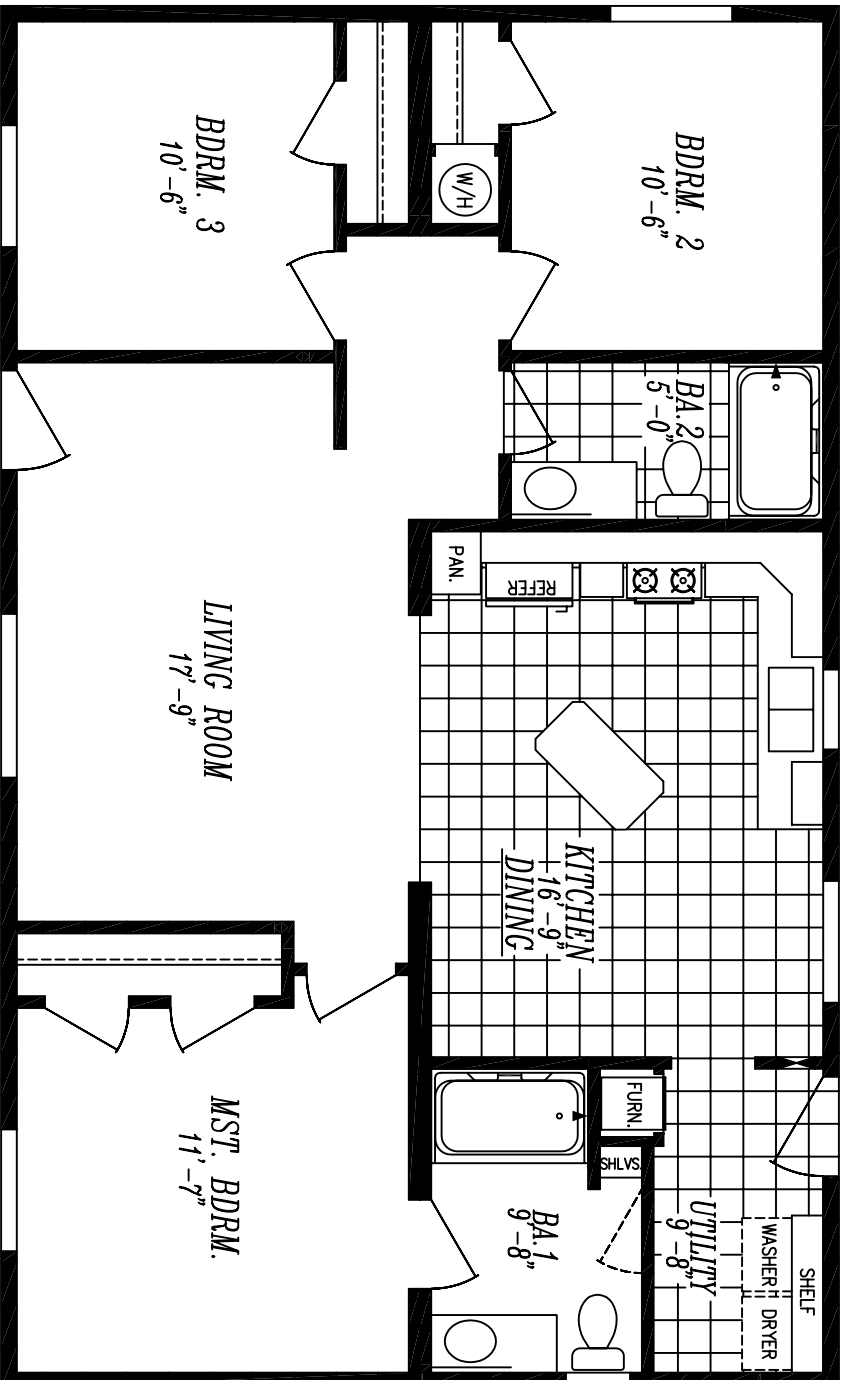 BDRM. 3
10'-6"
BDRM. 2
10'-6"
W/H
BA.2
5'-0"
PAN.
REFER
LIVING ROOM
17'-9"
KITCHEN
16'-9"
DINING
FURN.
SHLVS.
MST. BDRM.
11'-7"
BA.1
9'-8"
UTILITY
9'-8"
WASHER
DRYER
SHELF